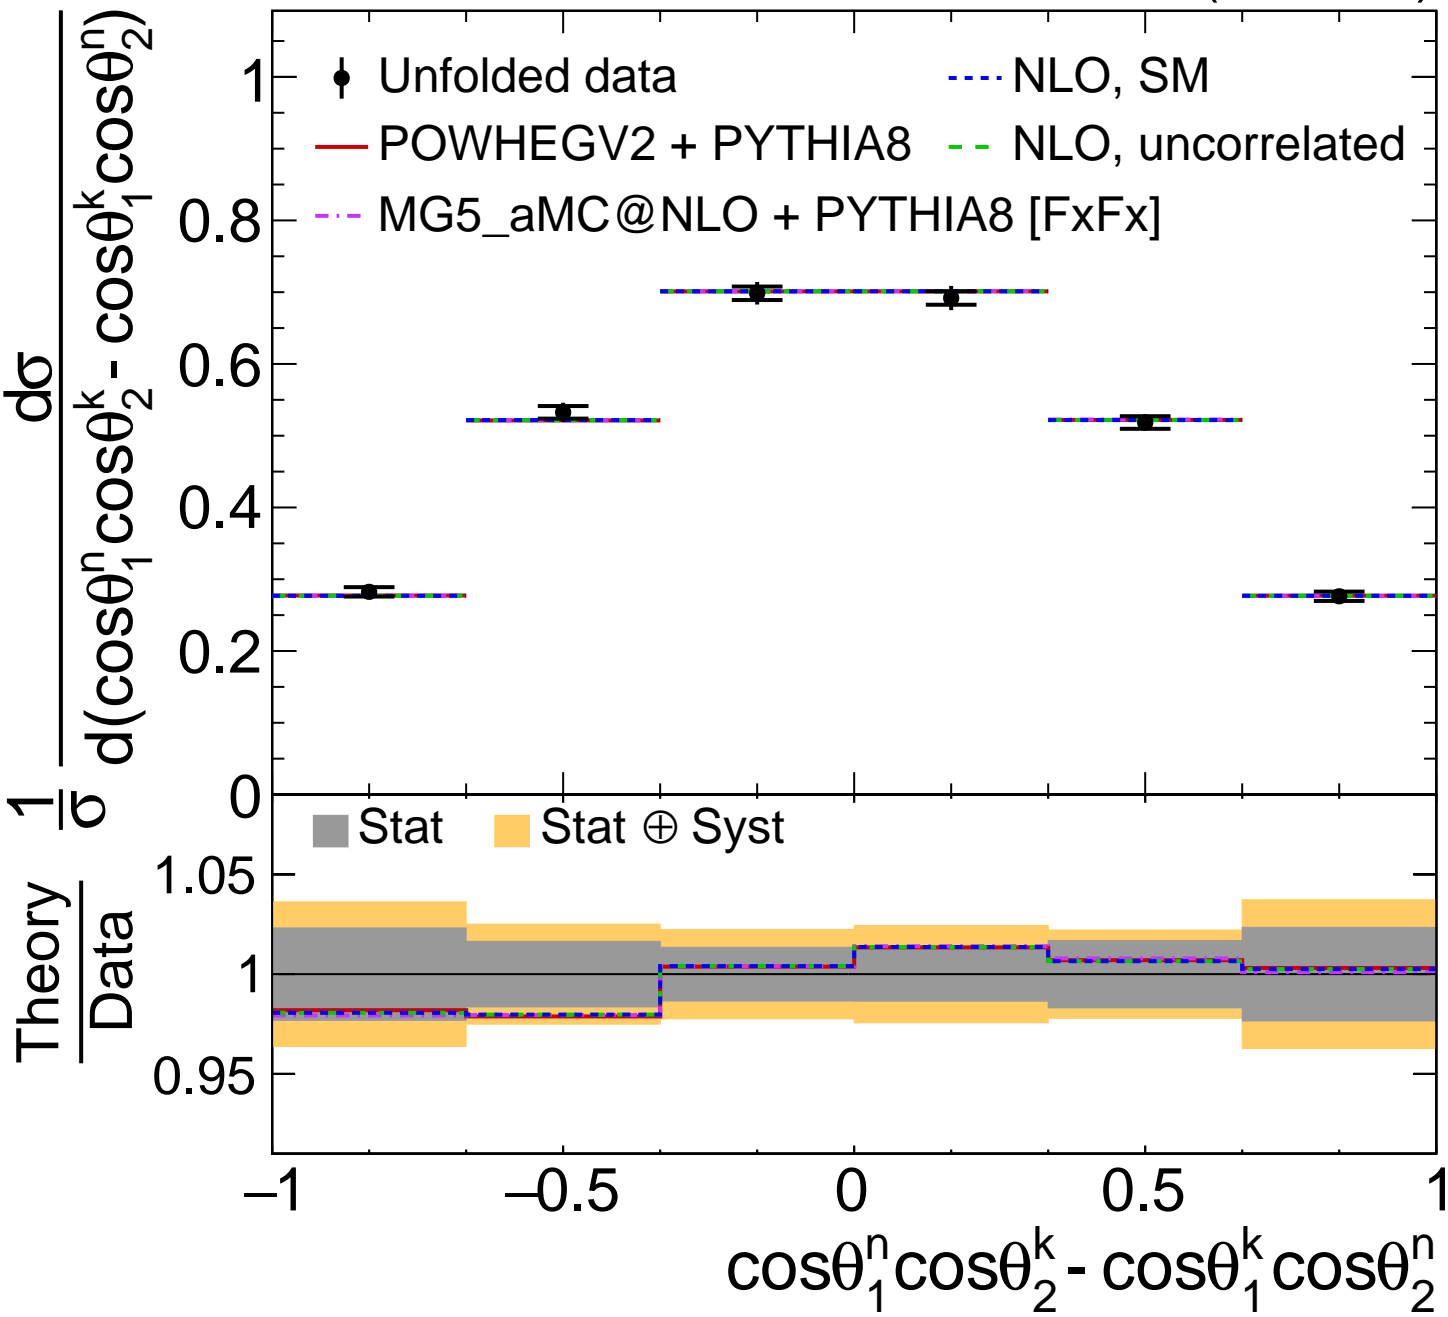 1/σ dσ/d(cosθ₁ⁿcosθ₂ᵏ - cosθ₁ᵏcosθ₂ⁿ)
Unfolded data
NLO, SM
POWHEGV2 + PYTHIA8
NLO, uncorrelated
MG5_aMC@NLO + PYTHIA8 [FxFx]
1
0.8
0.6
0.4
0.2
0
Stat
Stat ⊕ Syst
Theory
Data
1.05
1
0.95
–1
–0.5
0
0.5
1
cosθ₁ⁿcosθ₂ᵏ - cosθ₁ᵏcosθ₂ⁿ